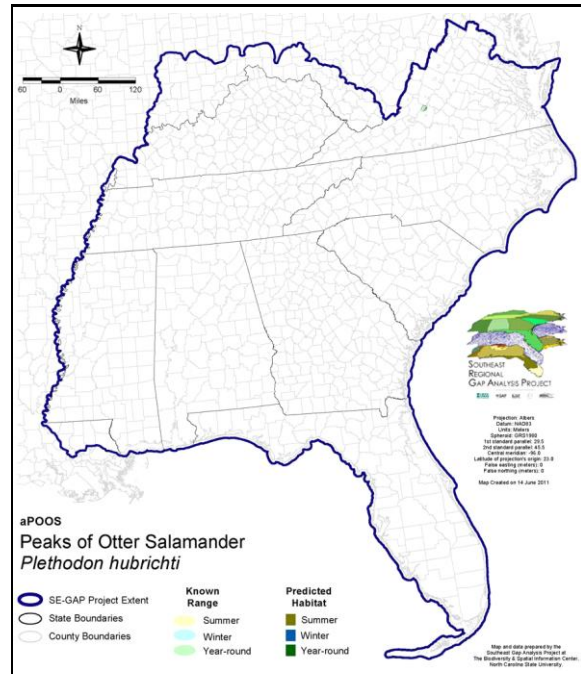 N
60 0 60 120
Miles
SOUTHEAST
REGIONAL
GAP ANALYSIS PROJECT
Projection: Albers
Datum: NAD83
Units: Meters
Spheroid: GRS1980
1st standard parallel: 29.5
2nd standard parallel: 45.5
Central meridian: -96.0
Latitude of projection's origin: 23.0
False easting (meters): 0
False northing (meters): 0
Map Created on 14 June 2011
aPOOS
Peaks of Otter Salamander
Plethodon hubrichti
SE-GAP Project Extent
State Boundaries
County Boundaries
Known
Range
Summer
Winter
Year-round
Predicted
Habitat
Summer
Winter
Year-round
Map and data prepared by the
Southeast Gap Analysis Project at
The Biodiversity & Spatial Information Center,
North Carolina State University.